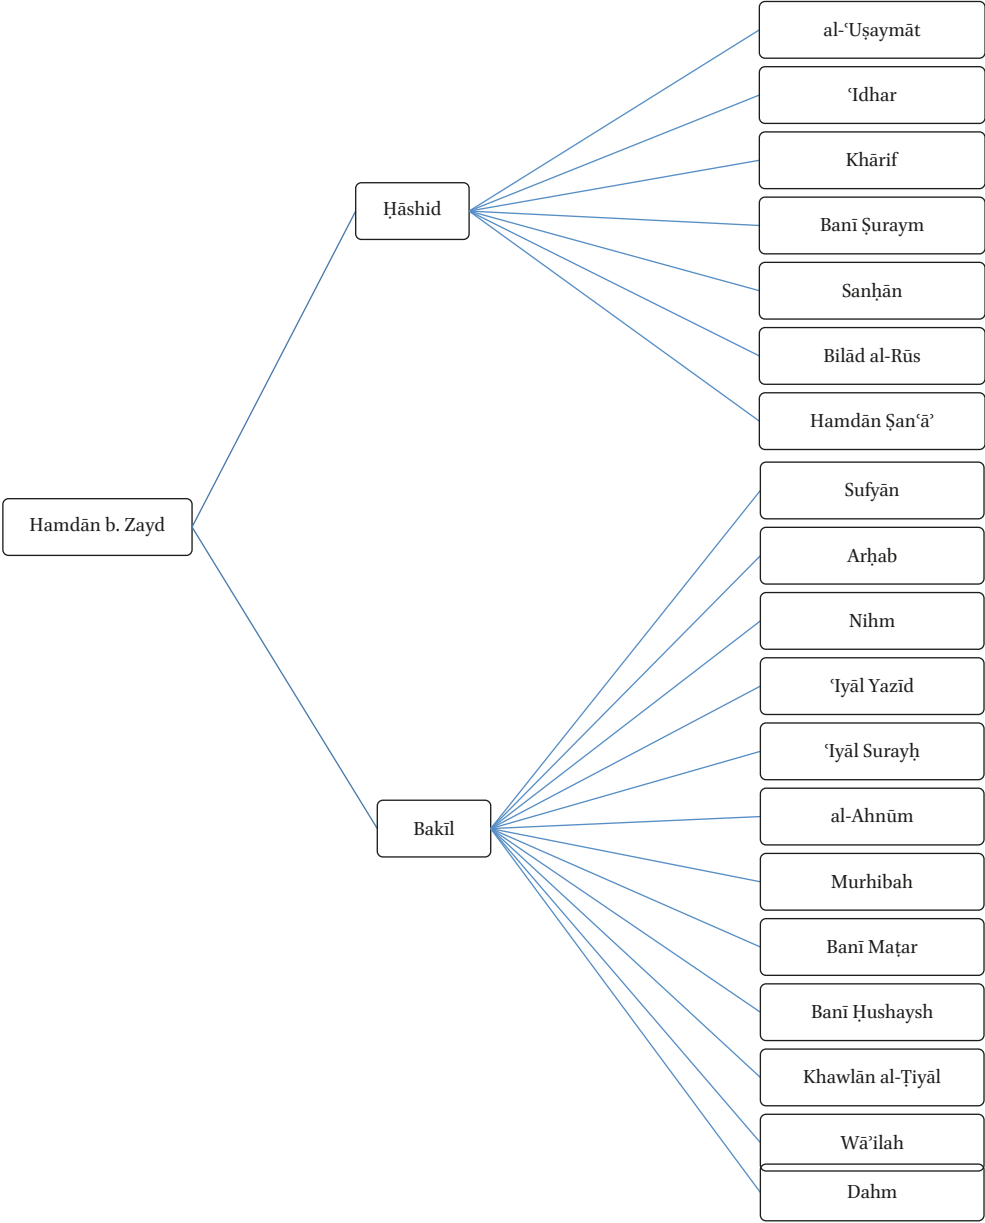 al-ʿUṣaymāt
ʿIdhar
Khārif
Ḥāshid
Banī Ṣuraym
Sanḥān
Bilād al-Rūs
Hamdān Ṣanʿāʾ
Sufyān
Hamdān b. Zayd
Arḥab
Nihm
ʿIyāl Yazīd
ʿIyāl Surayḥ
al-Ahnūm
Bakīl
Murhibah
Banī Maṭar
Banī Ḥushaysh
Khawlān al-Ṭiyāl
Wāʾilah
Dahm